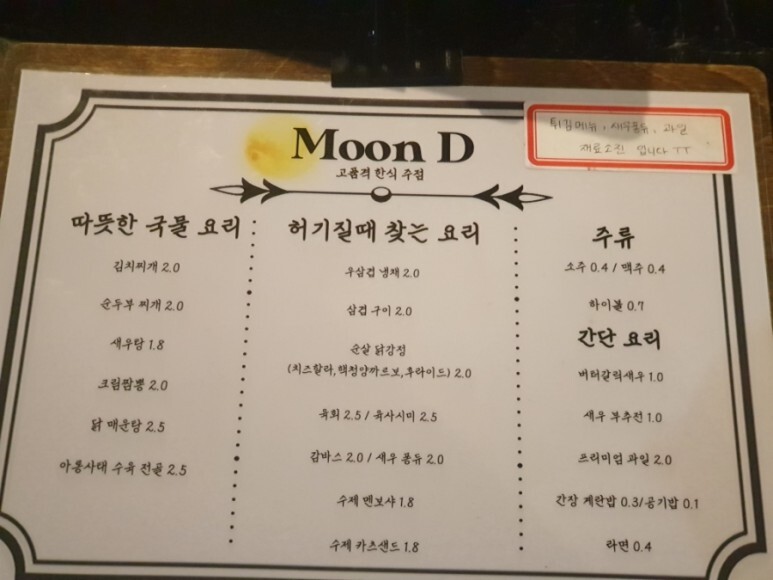 Moon D
고품격 한식 주점
튀김메뉴, 새우퐁듀, 과일
재료소진 입니다 ㅜㅜ
따뜻한 국물 요리
김치찌개 2.0
순두부 찌개 2.0
새우탕 1.8
크림짬뽕 2.0
닭 매운탕 2.5
아롱사태 수육 전골 2.5
허기질때 찾는 요리
우삼겹 냉채 2.0
삼겹 구이 2.0
순살 닭강정
(치즈할라,핵청양까르보,후라이드) 2.0
육회 2.5 / 육사시미 2.5
감바스 2.0 / 새우 퐁듀 2.0
수제 멘보샤 1.8
수제 카츠샌드 1.8
주류
소주 0.4 / 맥주 0.4
하이볼 0.7
간단 요리
버터갈릭새우 1.0
새우 부추전 1.0
프리미엄 과일 2.0
간장 계란밥 0.3/공기밥 0.1
라면 0.4